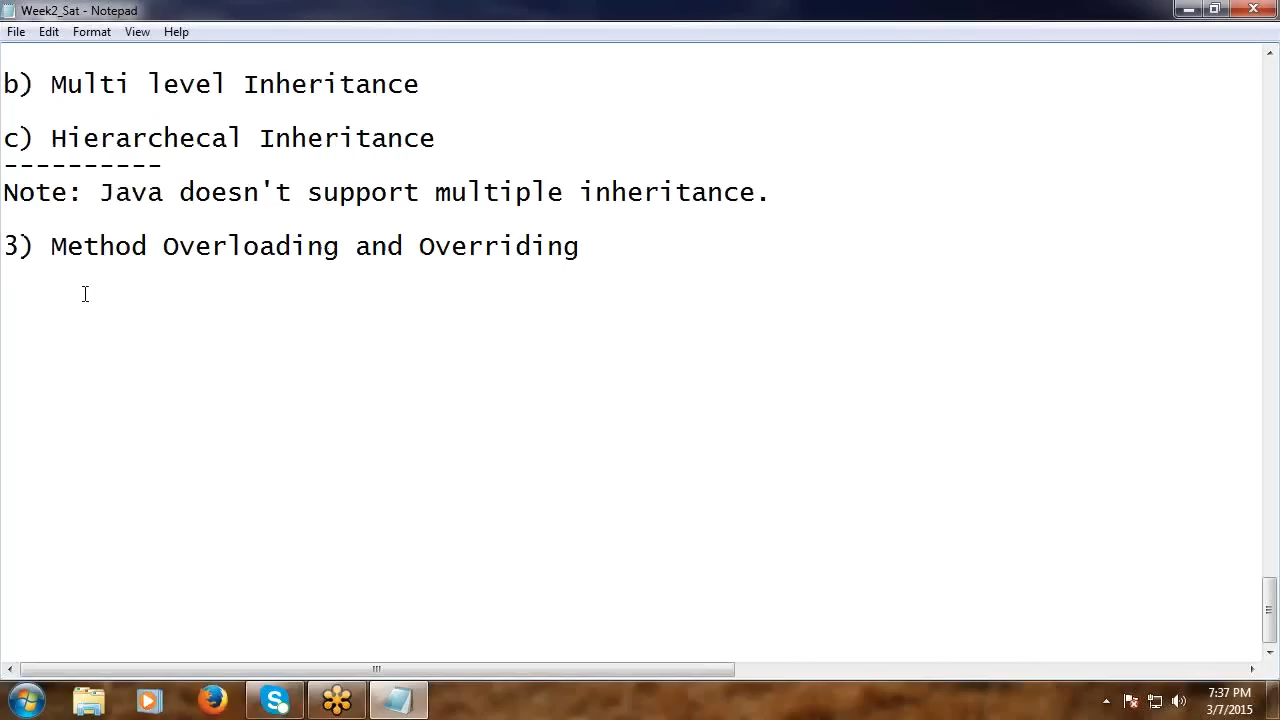 Week2_Sat - Notepad
File Edit Format View Help
b) Multi level Inheritance
c) Hierarchecal Inheritance
----------
Note: Java doesn't support multiple inheritance.
3) Method Overloading and Overriding
7:37 PM
3/7/2015